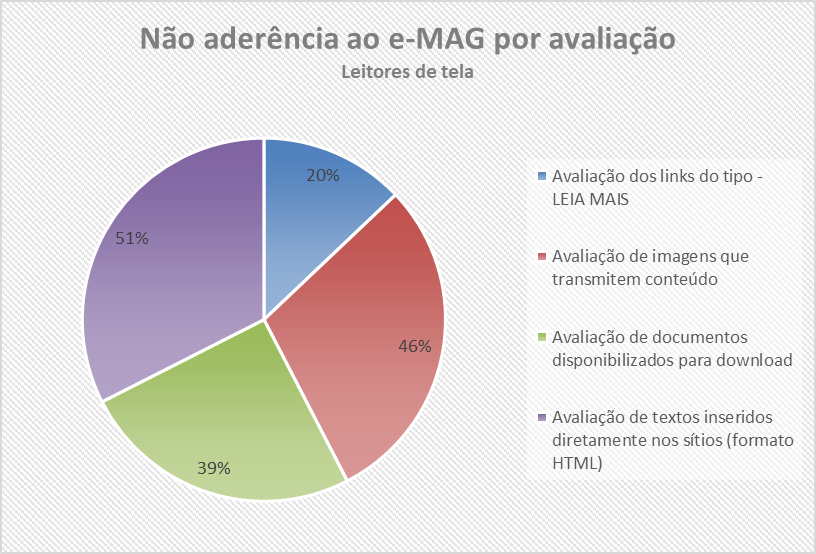 Não aderência ao e-MAG por avaliação
Leitores de tela
20%
46%
39%
51%
Avaliação dos links do tipo -
LEIA MAIS
Avaliação de imagens que
transmitem conteúdo
Avaliação de documentos
disponibilizados para download
Avaliação de textos inseridos
diretamente nos sítios (formato
HTML)